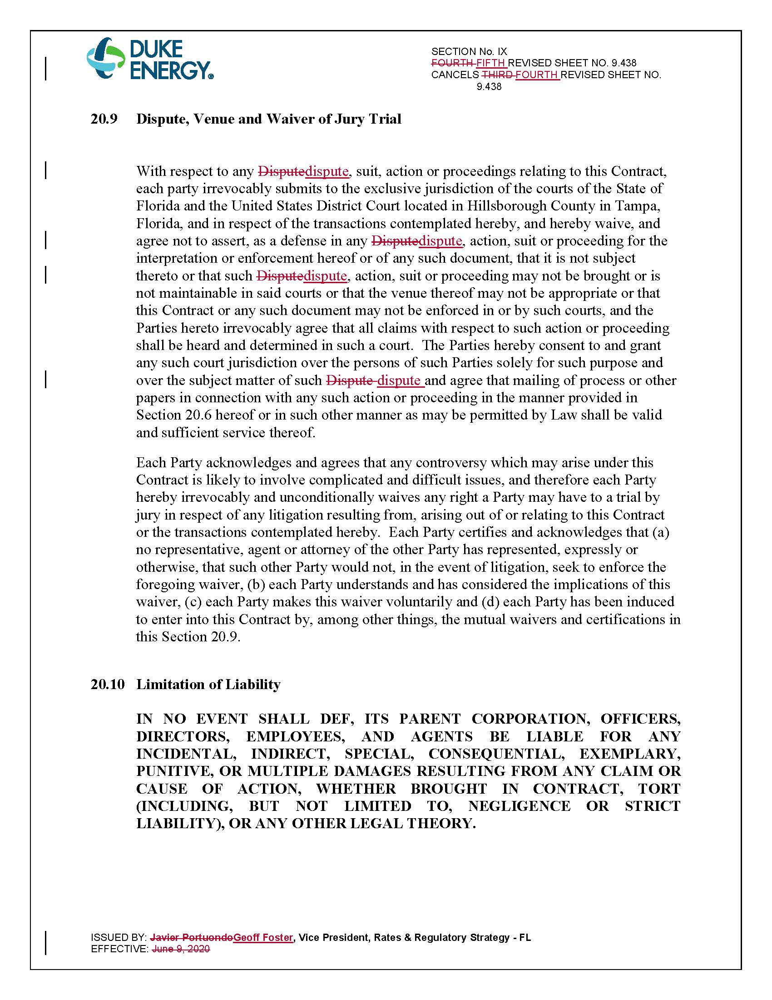 DUKE
ENERGY®
SECTION No. IX
FOURTH FIFTH REVISED SHEET NO. 9.438
CANCELS THIRD FOURTH REVISED SHEET NO.
9.438
20.9 Dispute, Venue and Waiver of Jury Trial
With respect to any Disputedispute, suit, action or proceedings relating to this Contract,
each party irrevocably submits to the exclusive jurisdiction of the courts of the State of
Florida and the United States District Court located in Hillsborough County in Tampa,
Florida, and in respect of the transactions contemplated hereby, and hereby waive, and
agree not to assert, as a defense in any Disputedispute, action, suit or proceeding for the
interpretation or enforcement hereof or of any such document, that it is not subject
thereto or that such Disputedispute, action, suit or proceeding may not be brought or is
not maintainable in said courts or that the venue thereof may not be appropriate or that
this Contract or any such document may not be enforced in or by such courts, and the
Parties hereto irrevocably agree that all claims with respect to such action or proceeding
shall be heard and determined in such a court.  The Parties hereby consent to and grant
any such court jurisdiction over the persons of such Parties solely for such purpose and
over the subject matter of such Dispute dispute and agree that mailing of process or other
papers in connection with any such action or proceeding in the manner provided in
Section 20.6 hereof or in such other manner as may be permitted by Law shall be valid
and sufficient service thereof.
Each Party acknowledges and agrees that any controversy which may arise under this
Contract is likely to involve complicated and difficult issues, and therefore each Party
hereby irrevocably and unconditionally waives any right a Party may have to a trial by
jury in respect of any litigation resulting from, arising out of or relating to this Contract
or the transactions contemplated hereby.  Each Party certifies and acknowledges that (a)
no representative, agent or attorney of the other Party has represented, expressly or
otherwise, that such other Party would not, in the event of litigation, seek to enforce the
foregoing waiver, (b) each Party understands and has considered the implications of this
waiver, (c) each Party makes this waiver voluntarily and (d) each Party has been induced
to enter into this Contract by, among other things, the mutual waivers and certifications in
this Section 20.9.
20.10 Limitation of Liability
IN NO EVENT SHALL DEF, ITS PARENT CORPORATION, OFFICERS,
DIRECTORS, EMPLOYEES, AND AGENTS BE LIABLE FOR ANY
INCIDENTAL, INDIRECT, SPECIAL, CONSEQUENTIAL, EXEMPLARY,
PUNITIVE, OR MULTIPLE DAMAGES RESULTING FROM ANY CLAIM OR
CAUSE OF ACTION, WHETHER BROUGHT IN CONTRACT, TORT
(INCLUDING, BUT NOT LIMITED TO, NEGLIGENCE OR STRICT
LIABILITY), OR ANY OTHER LEGAL THEORY.
ISSUED BY: Javier PortuondoGeoff Foster, Vice President, Rates & Regulatory Strategy - FL
EFFECTIVE: June 9, 2020